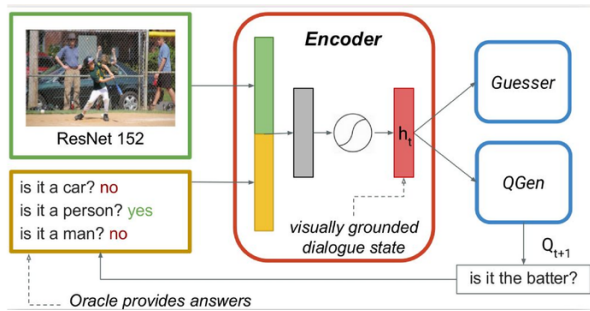 Encoder
ResNet 152
is it a car? no
is it a person? yes
is it a man? no
h_t
visually grounded
dialogue state
Guesser
QGen
Q_{t+1}
is it the batter?
Oracle provides answers